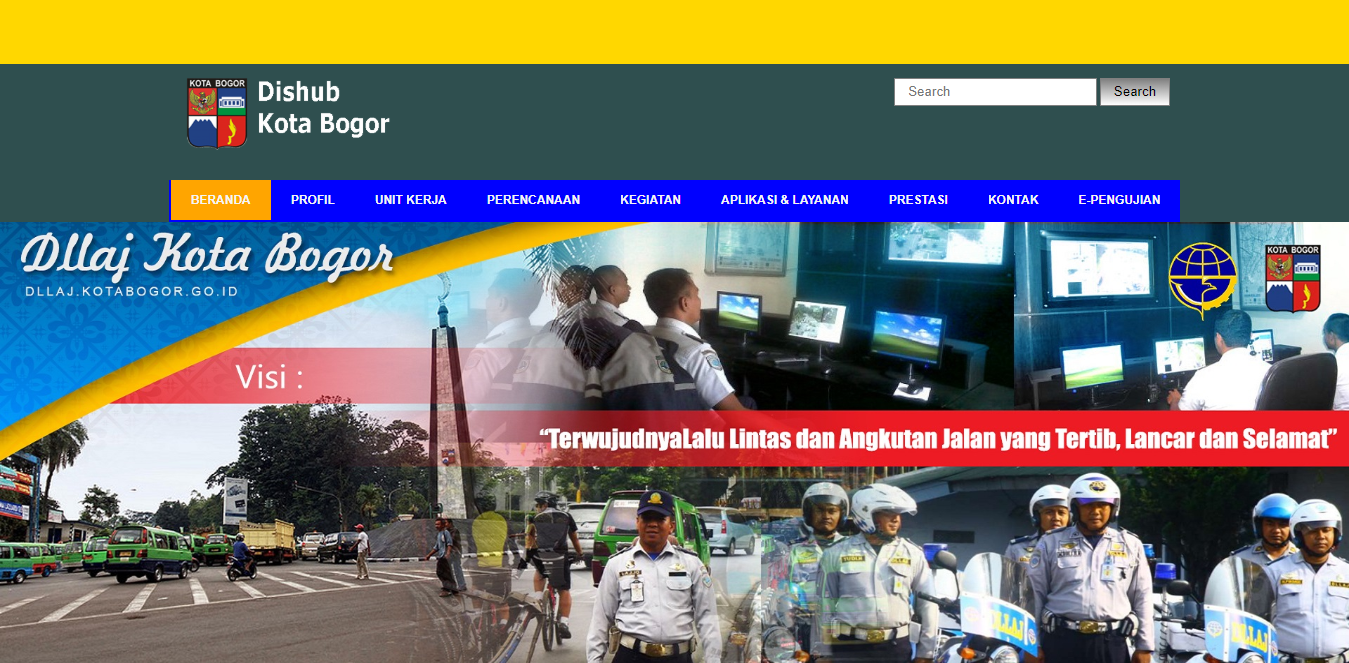 KOTA BOGOR
Dishub
Kota Bogor
Search
Search
BERANDA
PROFIL
UNIT KERJA
PERENCANAAN
KEGIATAN
APLIKASI & LAYANAN
PRESTASI
KONTAK
E-PENGUJIAN
Dllaj Kota Bogor
DLLAJ.KOTABOGOR.GO.ID
KOTA BOGOR
Visi :
“TerwujudnyaLalu Lintas dan Angkutan Jalan yang Tertib, Lancar dan Selamat”
DLLAJ